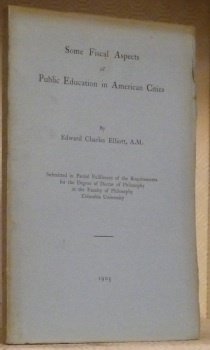 Some Fiscal Aspects
of
Public Education in American Cities
By
Edward Charles Elliott, A.M.
Submitted in Partial Fulfilment of the Requirements
for the Degree of Doctor of Philosophy
in the Faculty of Philosophy
Columbia University
1905